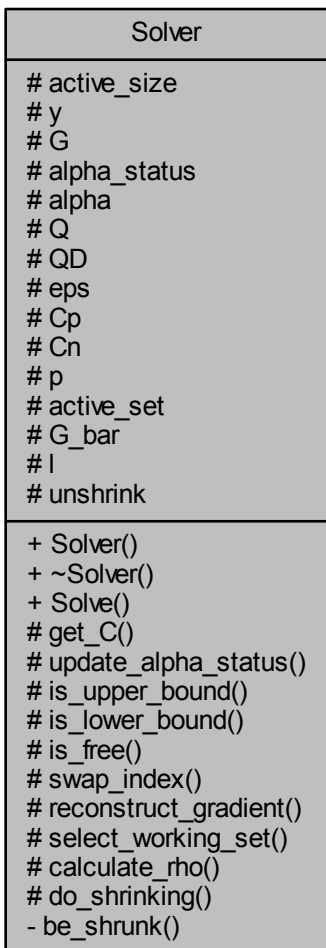 Solver
# active_size
# y
# G
# alpha_status
# alpha
# Q
# QD
# eps
# Cp
# Cn
# p
# active_set
# G_bar
# l
# unshrink
+ Solver()
+ ~Solver()
+ Solve()
# get_C()
# update_alpha_status()
# is_upper_bound()
# is_lower_bound()
# is_free()
# swap_index()
# reconstruct_gradient()
# select_working_set()
# calculate_rho()
# do_shrinking()
- be_shrunk()